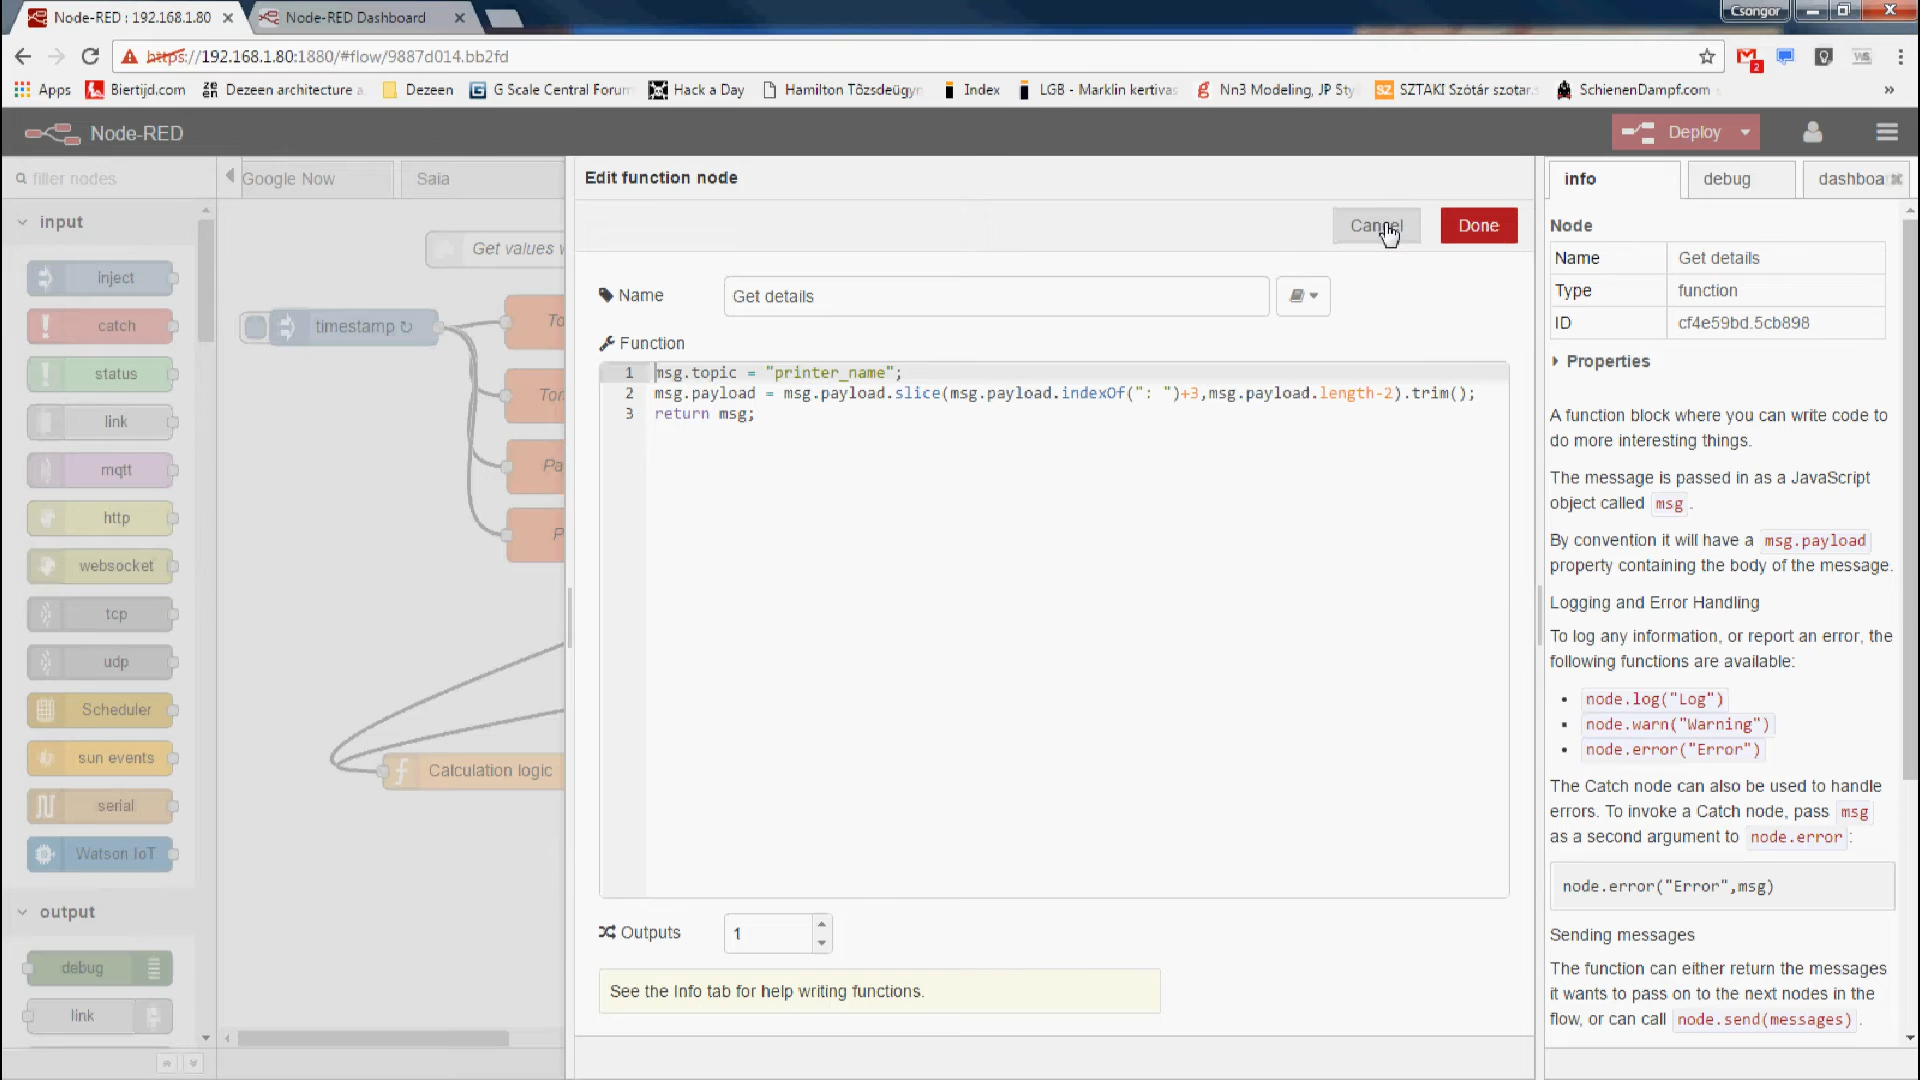 Node-RED : 192.168.1.80
Node-RED Dashboard
Csongor
https://192.168.1.80:1880/#flow/9887d014.bb2fd
2
Apps
Biertijd.com
Dezeen architecture a
Dezeen
G Scale Central Forum
Hack a Day
Hamilton Tőzsdeügyn
Index
LGB - Marklin kertivas
Nn3 Modeling, JP Sty
SZTAKI Szótár szotar.
SchienenDampf.com
Node-RED
Deploy
filter nodes
Google Now
Saia
Edit function node
info
debug
dashboa
input
Get values
Cancel
Done
Node
Name Get details
Type function
ID cf4e59bd.5cb898
inject
catch
status
link
mqtt
http
websocket
tcp
udp
Scheduler
sun events
serial
Watson IoT
output
debug
link
timestamp ↻
Calculation logic
Name
Get details
Function
1 msg.topic = "printer_name";
2 msg.payload = msg.payload.slice(msg.payload.indexOf(": ")+3,msg.payload.length-2).trim();
3 return msg;
Outputs
1
See the Info tab for help writing functions.
Properties
A function block where you can write code to
do more interesting things.
The message is passed in as a JavaScript
object called msg .
By convention it will have a msg.payload
property containing the body of the message.
Logging and Error Handling
To log any information, or report an error, the
following functions are available:
• node.log("Log")
• node.warn("Warning")
• node.error("Error")
The Catch node can also be used to handle
errors. To invoke a Catch node, pass msg
as a second argument to node.error :
node.error("Error",msg)
Sending messages
The function can either return the messages
it wants to pass on to the next nodes in the
flow, or can call node.send(messages) .